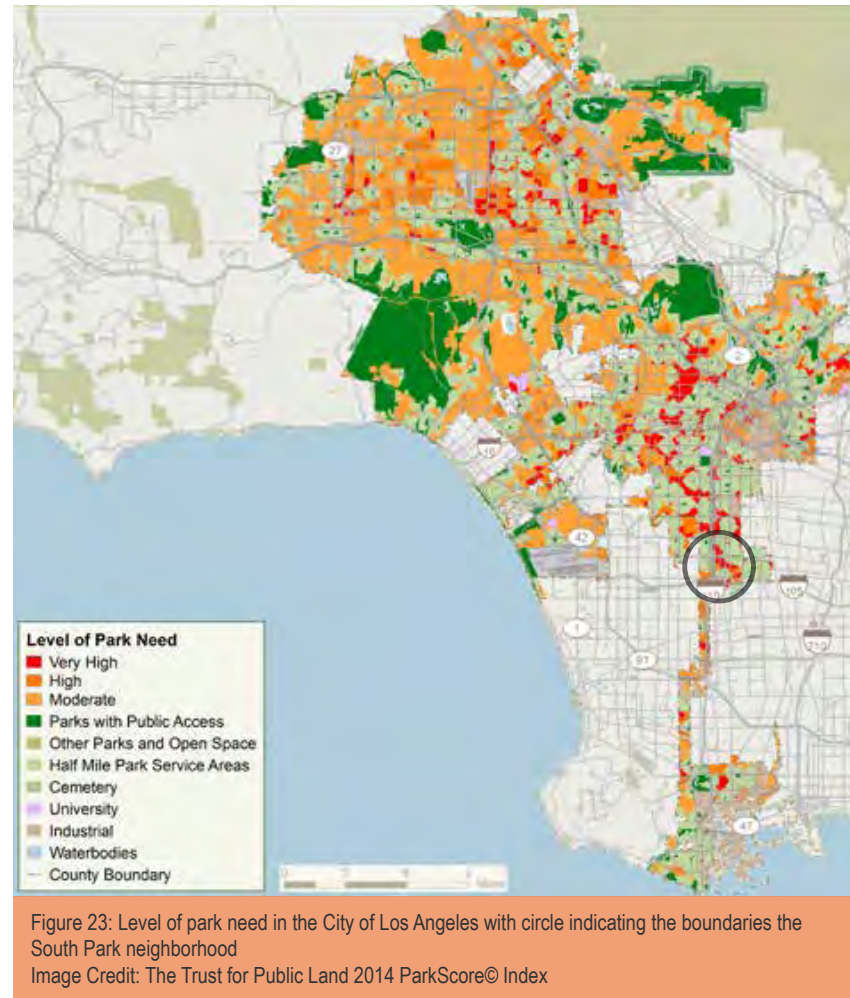 27
2
10
42
10
105
1
91
710
47
Level of Park Need
Very High
High
Moderate
Parks with Public Access
Other Parks and Open Space
Half Mile Park Service Areas
Cemetery
University
Industrial
Waterbodies
County Boundary
0
Figure 23: Level of park need in the City of Los Angeles with circle indicating the boundaries the
South Park neighborhood
Image Credit: The Trust for Public Land 2014 ParkScore© Index